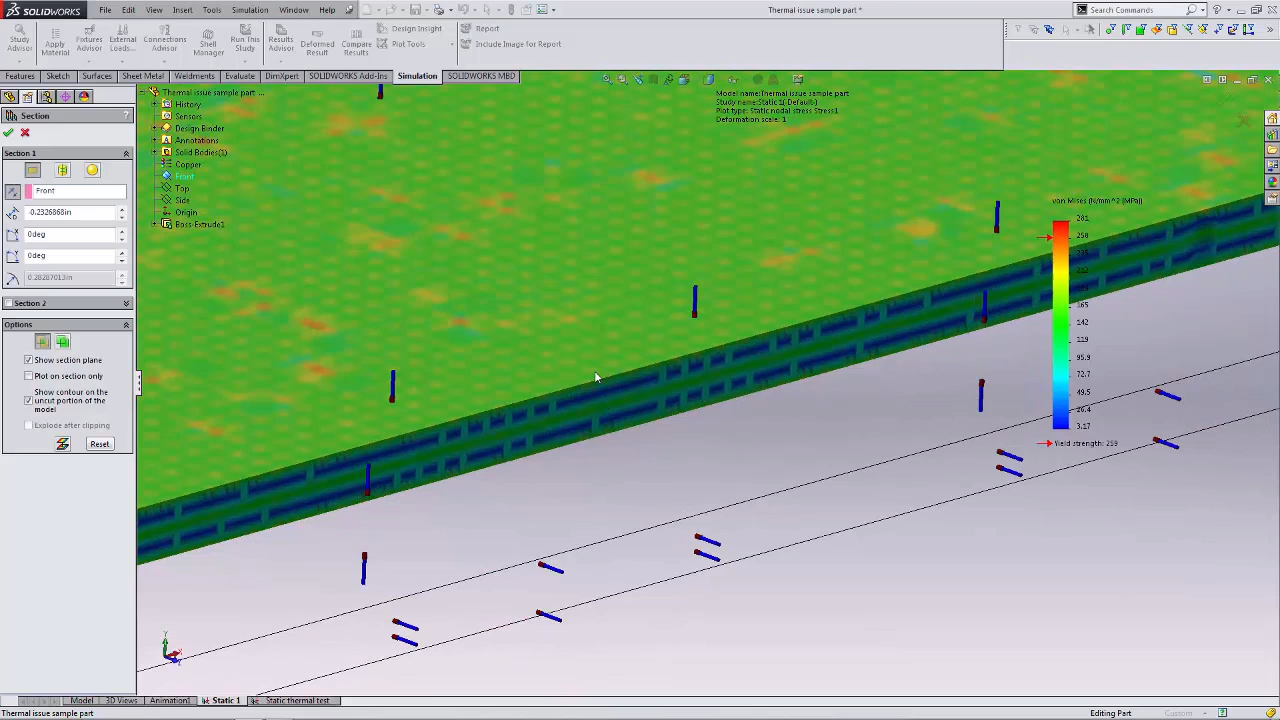 SOLIDWORKS File Edit View Insert Tools Simulation Window Help Thermal issue sample part * Search Commands
Study Advisor Apply Material Fixtures Advisor External Loads... Connections Advisor Shell Manager Run This Study Results Advisor Deformed Result Compare Results
Design Insight Report
Plot Tools Include Image for Report
Features Sketch Surfaces Sheet Metal Weldments Evaluate DimXpert SOLIDWORKS Add-Ins Simulation SOLIDWORKS MBD
Section ?
Section 1
Front
-0.2326868in
0deg
0deg
0.28287013in
Section 2
Options
Show section plane
Plot on section only
Show contour on the uncut portion of the model
Explode after clipping
Reset
Thermal issue sample part ...
History
Sensors
Design Binder
Annotations
Solid Bodies(1)
Copper
Front
Top
Side
Origin
Boss-Extrude1
Model name:Thermal issue sample part
Study name:Static 1(-Default-)
Plot type: Static nodal stress Stress1
Deformation scale: 1
von Mises (N/mm^2 (MPa))
281
258
235
212
165
142
119
95.9
72.7
49.5
26.4
3.17
Yield strength: 259
Y
X
Z
Model 3D Views Animation1 Static 1 Static thermal test
Thermal issue sample part Editing Part Custom